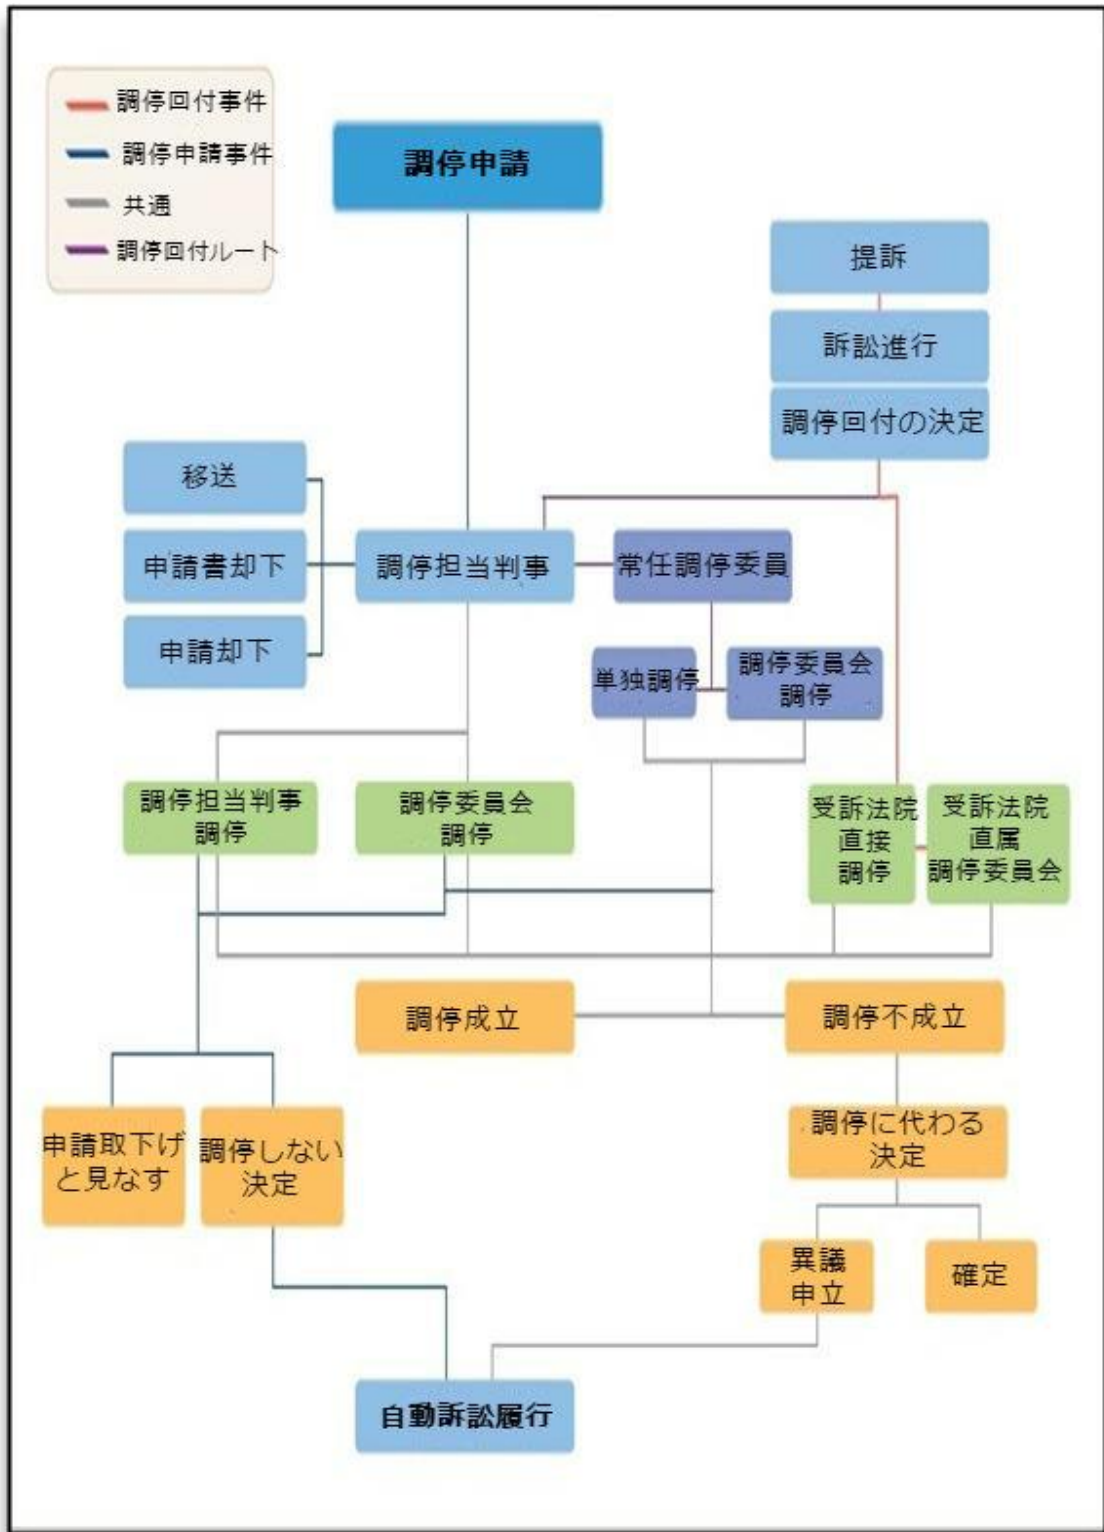 調停回付事件
調停申請事件
共通
調停回付ルート
調停申請
提訴
訴訟進行
調停回付の決定
移送
申請書却下
申請却下
調停担当判事
常任調停委員
単独調停
調停委員会
調停
調停担当判事
調停
調停委員会
調停
受訴法院
直接
調停
受訴法院
直属
調停委員会
調停成立
調停不成立
申請取下げ
と見なす
調停しない
決定
調停に代わる
決定
異議
申立
確定
自動訴訟履行